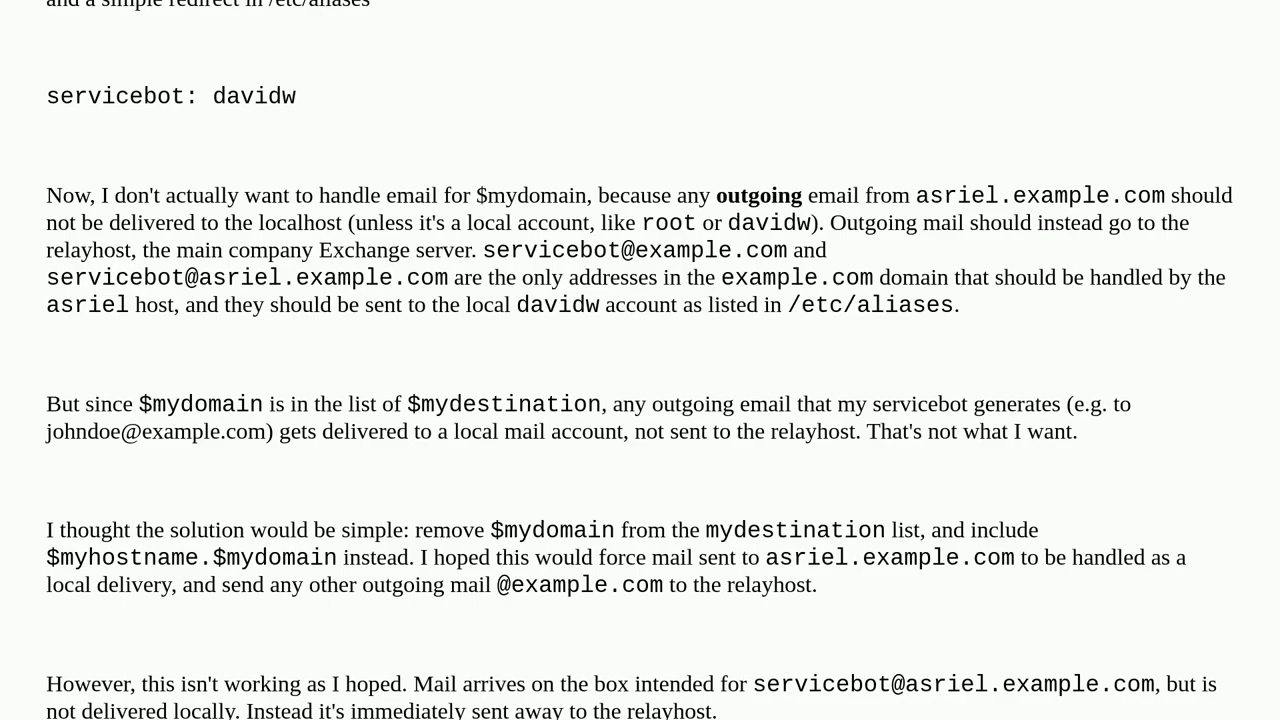 and a simple redirect in /etc/aliases
servicebot: davidw
Now, I don't actually want to handle email for $mydomain, because any outgoing email from asriel.example.com should
not be delivered to the localhost (unless it's a local account, like root or davidw). Outgoing mail should instead go to the
relayhost, the main company Exchange server. servicebot@example.com and
servicebot@asriel.example.com are the only addresses in the example.com domain that should be handled by the
asriel host, and they should be sent to the local davidw account as listed in /etc/aliases.
But since $mydomain is in the list of $mydestination, any outgoing email that my servicebot generates (e.g. to
johndoe@example.com) gets delivered to a local mail account, not sent to the relayhost. That's not what I want.
I thought the solution would be simple: remove $mydomain from the mydestination list, and include
$myhostname.$mydomain instead. I hoped this would force mail sent to asriel.example.com to be handled as a
local delivery, and send any other outgoing mail @example.com to the relayhost.
However, this isn't working as I hoped. Mail arrives on the box intended for servicebot@asriel.example.com, but is
not delivered locally. Instead it's immediately sent away to the relayhost.